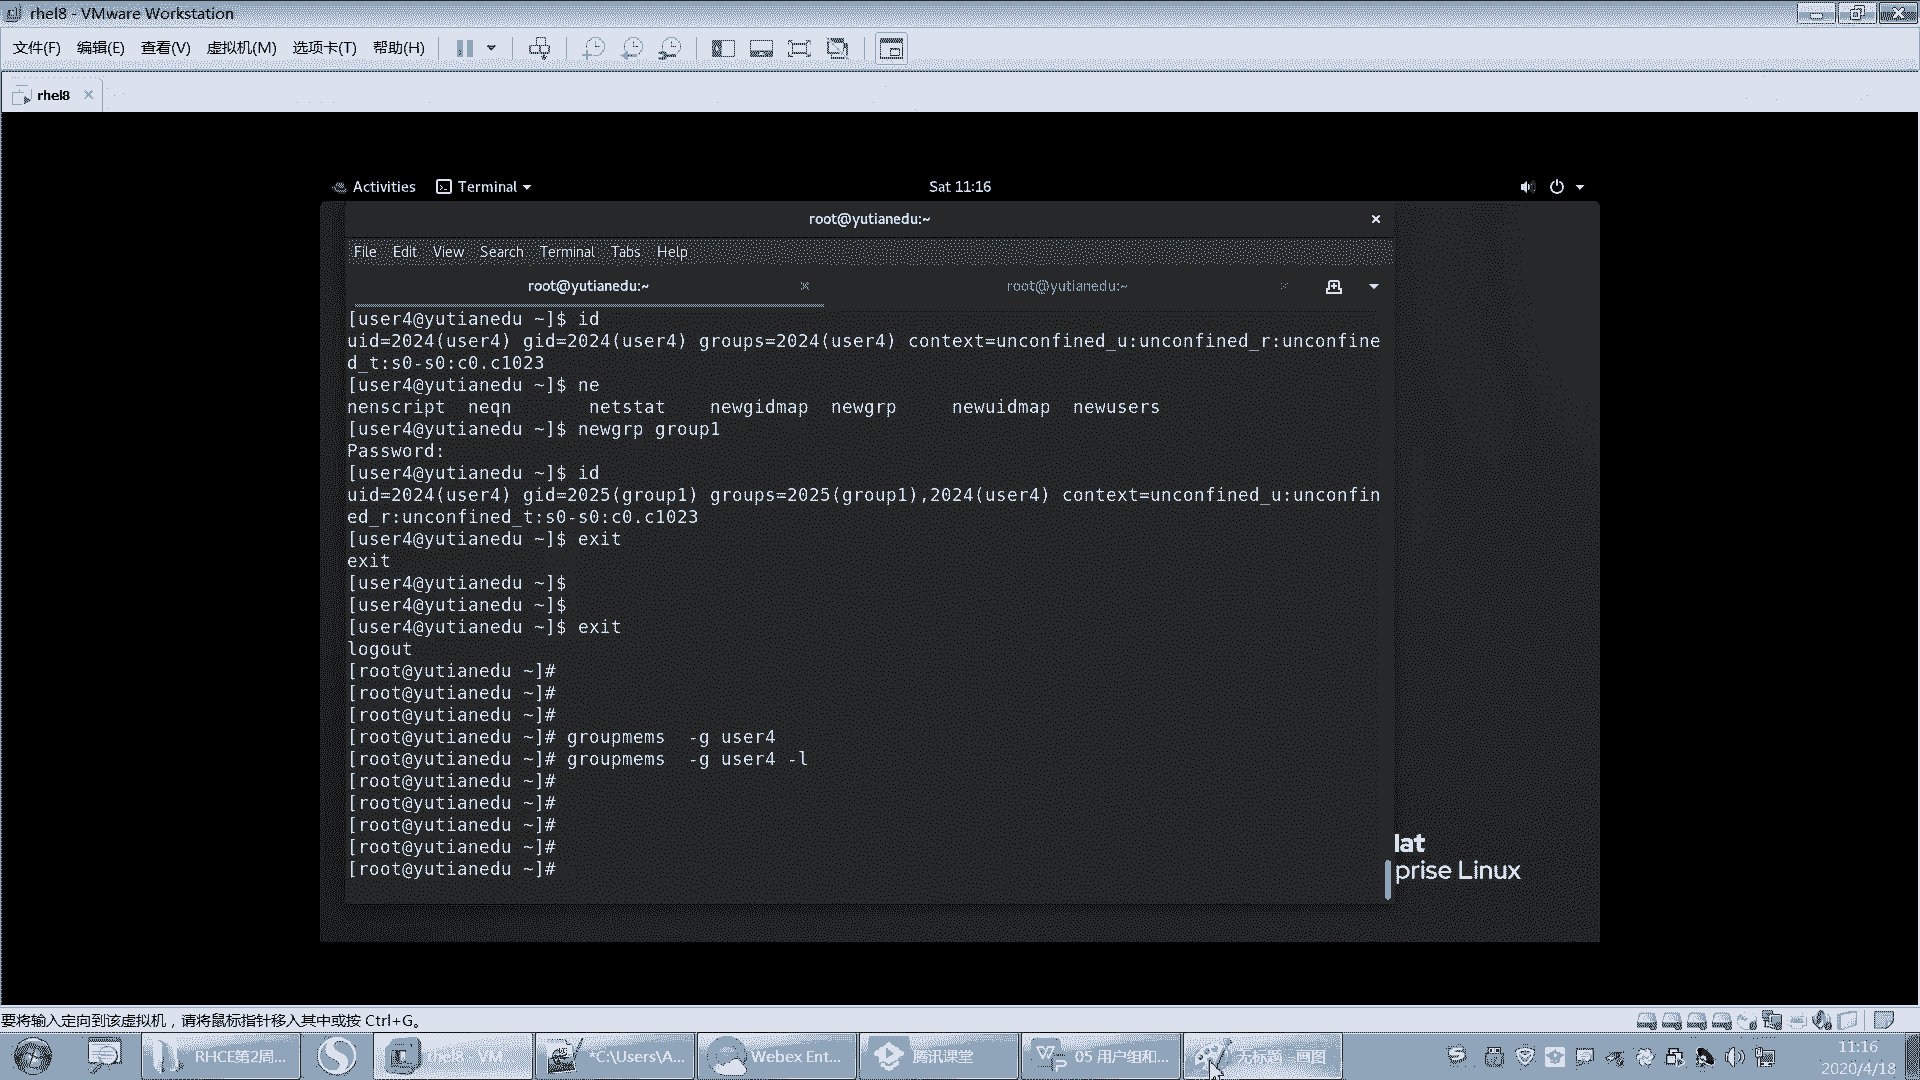 rhel8 - VMware Workstation
文件(F) 编辑(E) 查看(V) 虚拟机(M) 选项卡(T) 帮助(H)
rhel8
Activities Terminal Sat 11:16
root@yutianedu:~
File Edit View Search Terminal Tabs Help
root@yutianedu:~ root@yutianedu:~
[user4@yutianedu ~]$ id
uid=2024(user4) gid=2024(user4) groups=2024(user4) context=unconfined_u:unconfined_r:unconfine
d_t:s0-s0:c0.c1023
[user4@yutianedu ~]$ ne
nenscript neqn netstat newgidmap newgrp newuidmap newusers
[user4@yutianedu ~]$ newgrp group1
Password:
[user4@yutianedu ~]$ id
uid=2024(user4) gid=2025(group1) groups=2025(group1),2024(user4) context=unconfined_u:unconfin
ed_r:unconfined_t:s0-s0:c0.c1023
[user4@yutianedu ~]$ exit
exit
[user4@yutianedu ~]$
[user4@yutianedu ~]$
[user4@yutianedu ~]$ exit
logout
[root@yutianedu ~]#
[root@yutianedu ~]#
[root@yutianedu ~]#
[root@yutianedu ~]# groupmems -g user4
[root@yutianedu ~]# groupmems -g user4 -l
[root@yutianedu ~]#
[root@yutianedu ~]#
[root@yutianedu ~]#
[root@yutianedu ~]#
[root@yutianedu ~]#
lat
prise Linux
要将输入定向到该虚拟机，请将鼠标指针移入其中或按 Ctrl+G。
RHCE第2周... rhel8 - VM... *C:\Users\A... Webex Ent... 腾讯课堂 05 用户组和... 无标题 - 画图
11:16
2020/4/18